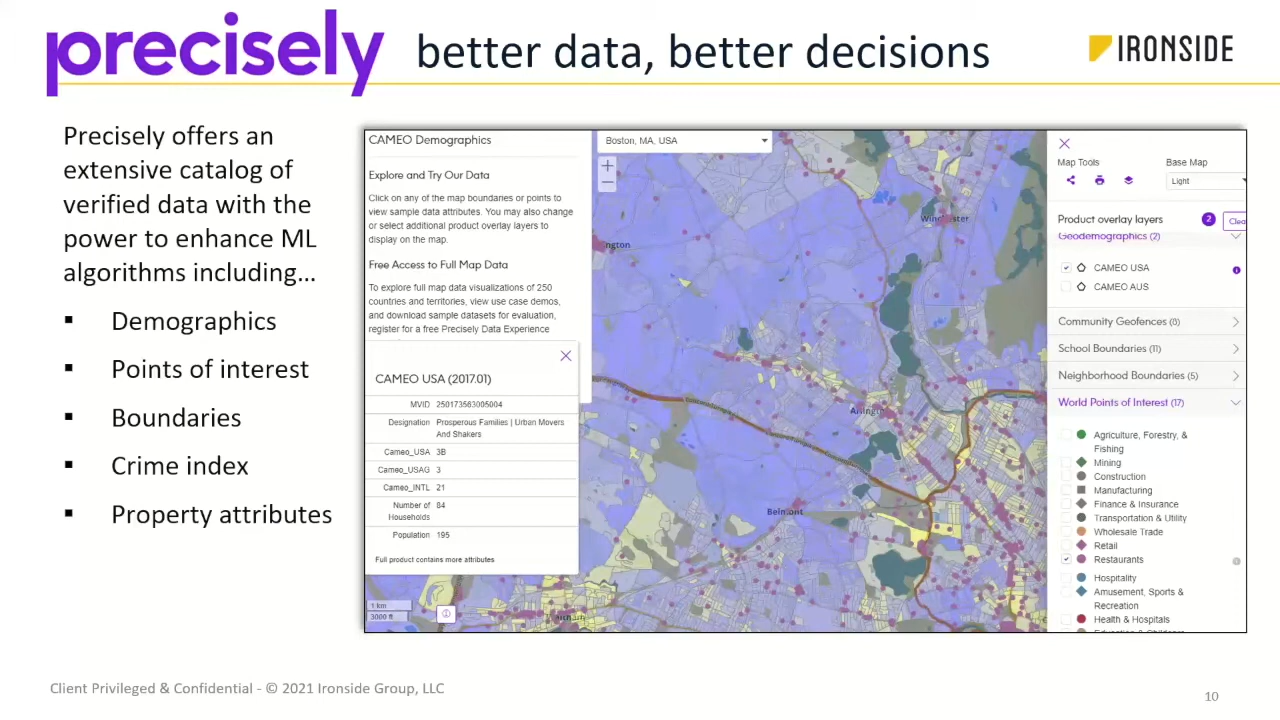 precisely better data, better decisions
IRONSIDE
Precisely offers an
extensive catalog of
verified data with the
power to enhance ML
algorithms including…
▪ Demographics
▪ Points of interest
▪ Boundaries
▪ Crime index
▪ Property attributes
CAMEO Demographics
Explore and Try Our Data
Click on any of the map boundaries or points to
view sample data attributes. You may also change
or select additional product overlay layers to
display on the map.
Free Access to Full Map Data
To explore full map data visualizations of 250
countries and territories, view use case demos,
and download sample datasets for evaluation,
register for a free Precisely Data Experience
CAMEO USA (2017.01)
MVID 250173563005004
Designation Prosperous Families | Urban Movers
And Shakers
Cameo_USA 3B
Cameo_USAG 3
Cameo_INTL 21
Number of
Households 84
Population 195
Full product contains more attributes
1 km
3000 ft
Boston, MA, USA
Winchester
ington
Arlington
Belmont
Map Tools
Base Map
Light
Product overlay layers 2 Clea
Geodemographics (2)
CAMEO USA
CAMEO AUS
Community Geofences (8)
School Boundaries (11)
Neighborhood Boundaries (5)
World Points of Interest (17)
Agriculture, Forestry, &
Fishing
Mining
Construction
Manufacturing
Finance & Insurance
Transportation & Utility
Wholesale Trade
Retail
Restaurants
Hospitality
Amusement, Sports &
Recreation
Health & Hospitals
Client Privileged & Confidential - © 2021 Ironside Group, LLC
10